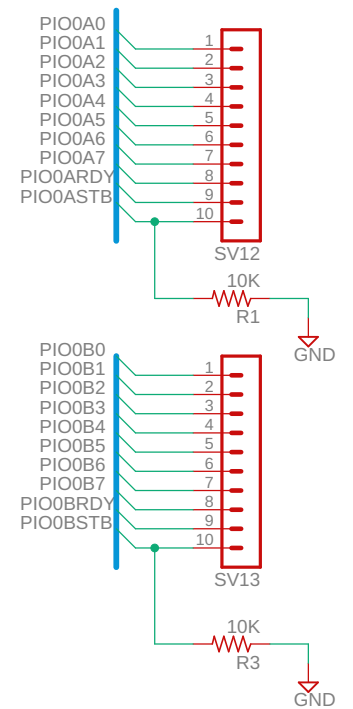 PIO0A0
PIO0A1
PIO0A2
PIO0A3
PIO0A4
PIO0A5
PIO0A6
PIO0A7
PIO0ARDY
PIO0ASTB
1
2
3
4
5
6
7
8
9
10
SV12
10K
R1
GND
PIO0B0
PIO0B1
PIO0B2
PIO0B3
PIO0B4
PIO0B5
PIO0B6
PIO0B7
PIO0BRDY
PIO0BSTB
1
2
3
4
5
6
7
8
9
10
SV13
10K
R3
GND